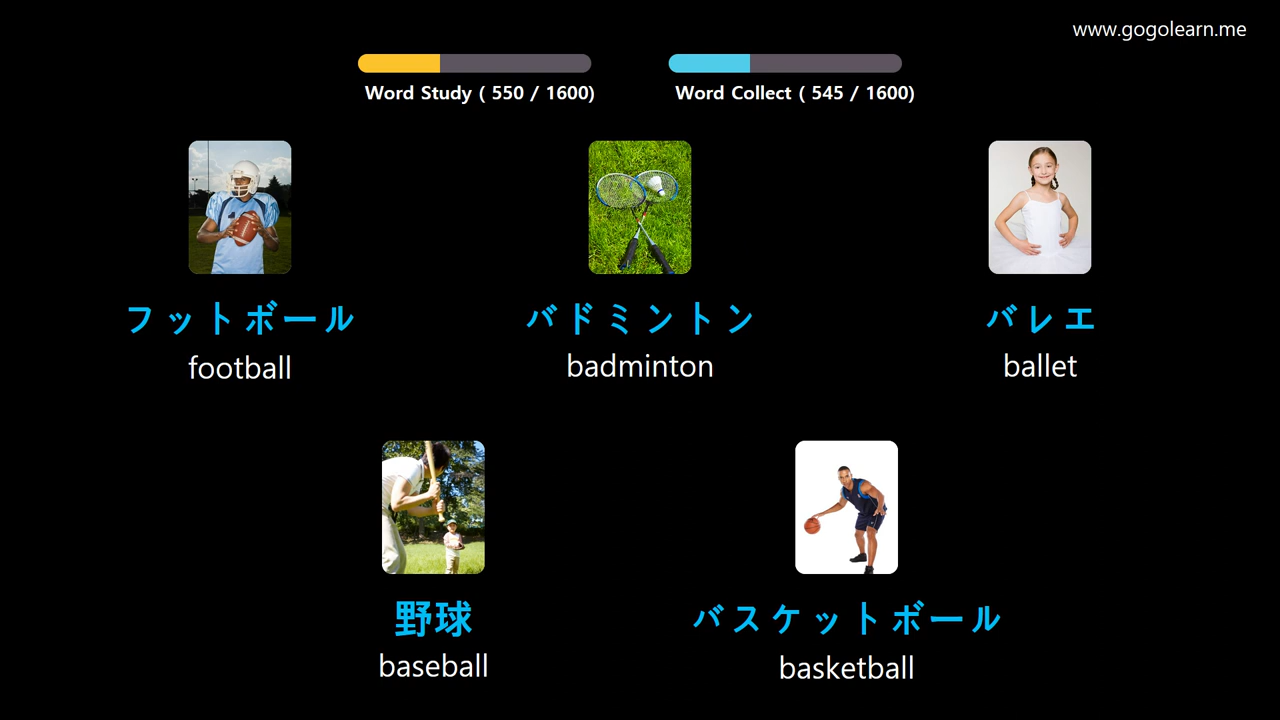 www.gogolearn.me
Word Study ( 550 / 1600)
Word Collect ( 545 / 1600)
フットボール
football
バドミントン
badminton
バレエ
ballet
野球
baseball
バスケットボール
basketball